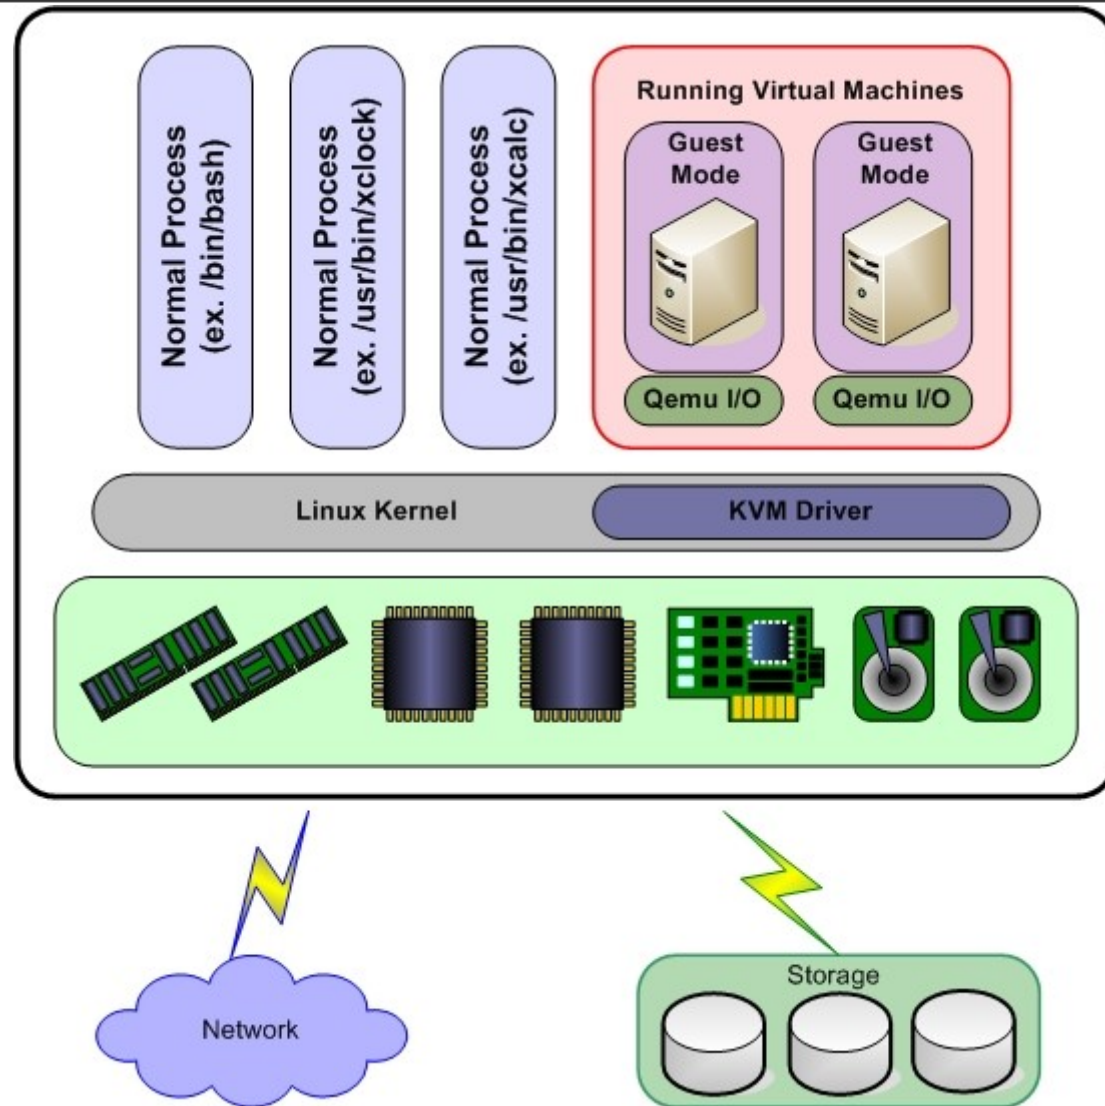 Normal Process
(ex. /bin/bash)
Normal Process
(ex. /usr/bin/xclock)
Normal Process
(ex. /usr/bin/xcalc)
Running Virtual Machines
Guest
Mode
Qemu I/O
Guest
Mode
Qemu I/O
Linux Kernel
KVM Driver
Network
Storage